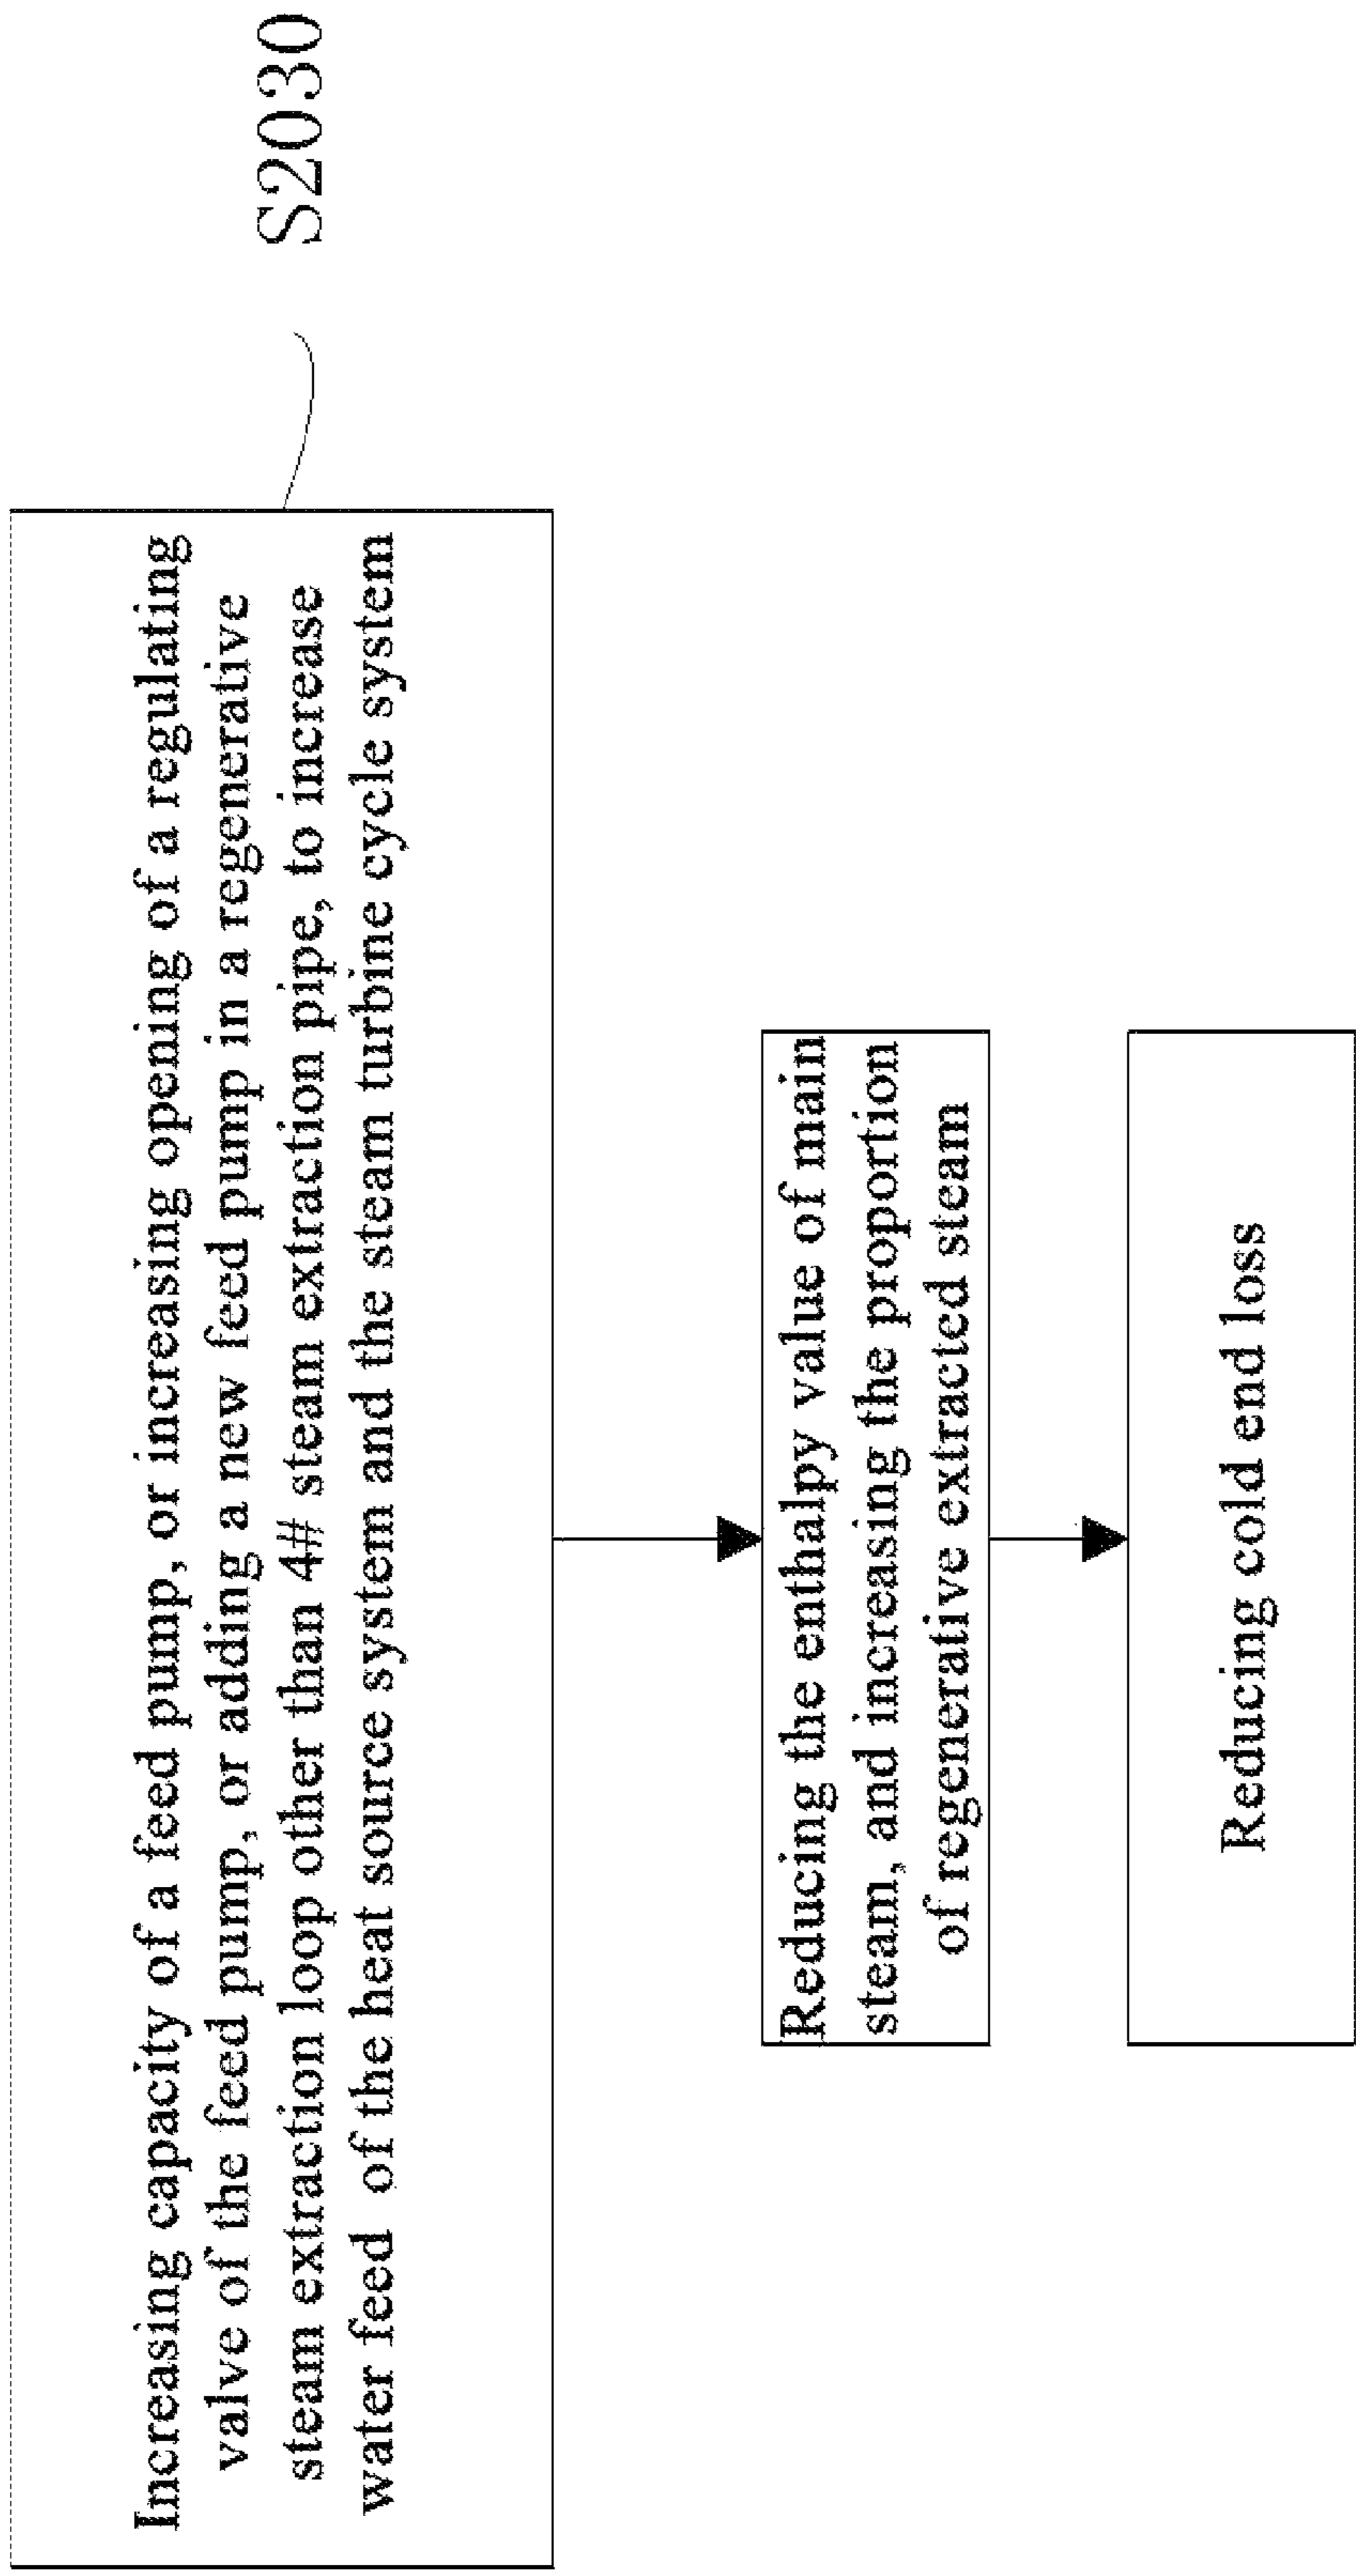 Increasing capacity of a feed pump, or increasing opening of a regulating
valve of the feed pump, or adding a new feed pump in a regenerative
steam extraction loop other than 4# steam extraction pipe, to increase
water feed of the heat source system and the steam turbine cycle system
S2030
Reducing the enthalpy value of main
steam, and increasing the proportion
of regenerative extracted steam
Reducing cold end loss